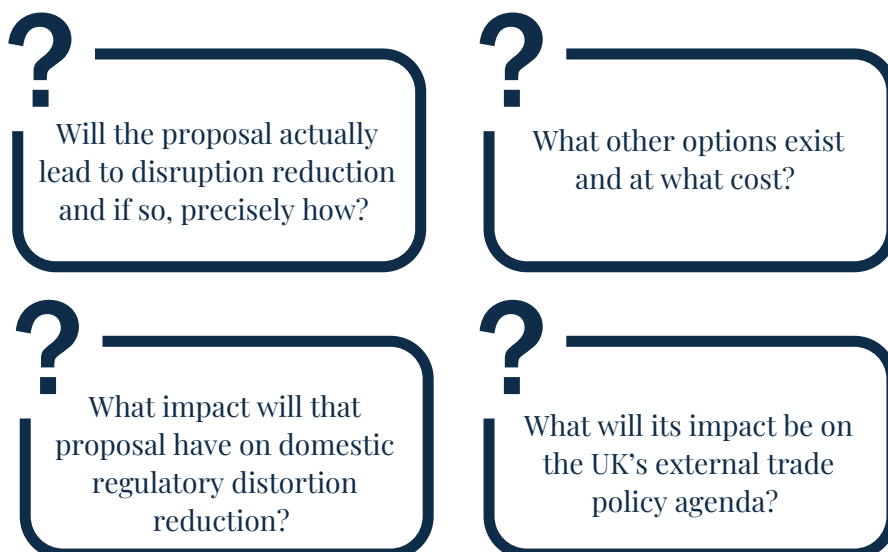 ?
Will the proposal actually
lead to disruption reduction
and if so, precisely how?
?
What other options exist
and at what cost?
?
What impact will that
proposal have on domestic
regulatory distortion
reduction?
?
What will its impact be on
the UK’s external trade
policy agenda?